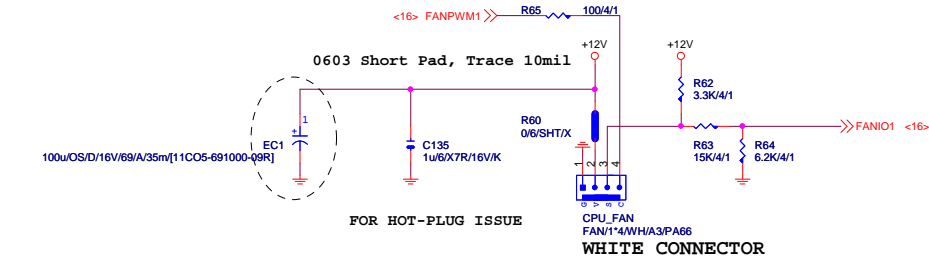 <16> FANPWM1
R65
100/4/1
+12V
+12V
0603 Short Pad, Trace 10mil
R62
3.3K/4/1
1
+
EC1
100u/OS/D/16V/69/A/35m/[11CO5-691000-09R]
C135
1u/6/X7R/16V/K
R60
0/6/SHT/X
FANIO1 <16>
R63
15K/4/1
R64
6.2K/4/1
1 2 3 4
G V S C
FOR HOT-PLUG ISSUE
CPU_FAN
FAN/1*4/WH/A3/PA66
WHITE CONNECTOR